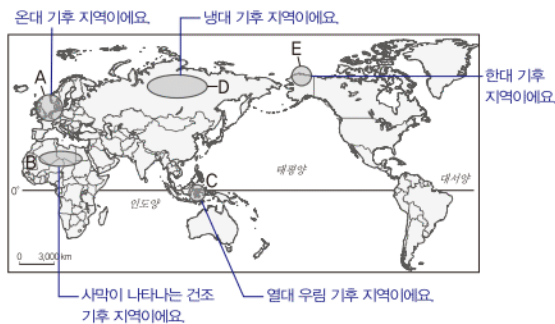 온대 기후 지역이에요.
냉대 기후 지역이에요.
E
한대 기후
지역이에요.
A
D
B
C
태평양
대서양
0°
인도양
0 3,000km
사막이 나타나는 건조
기후 지역이에요.
열대 우림 기후 지역이에요.